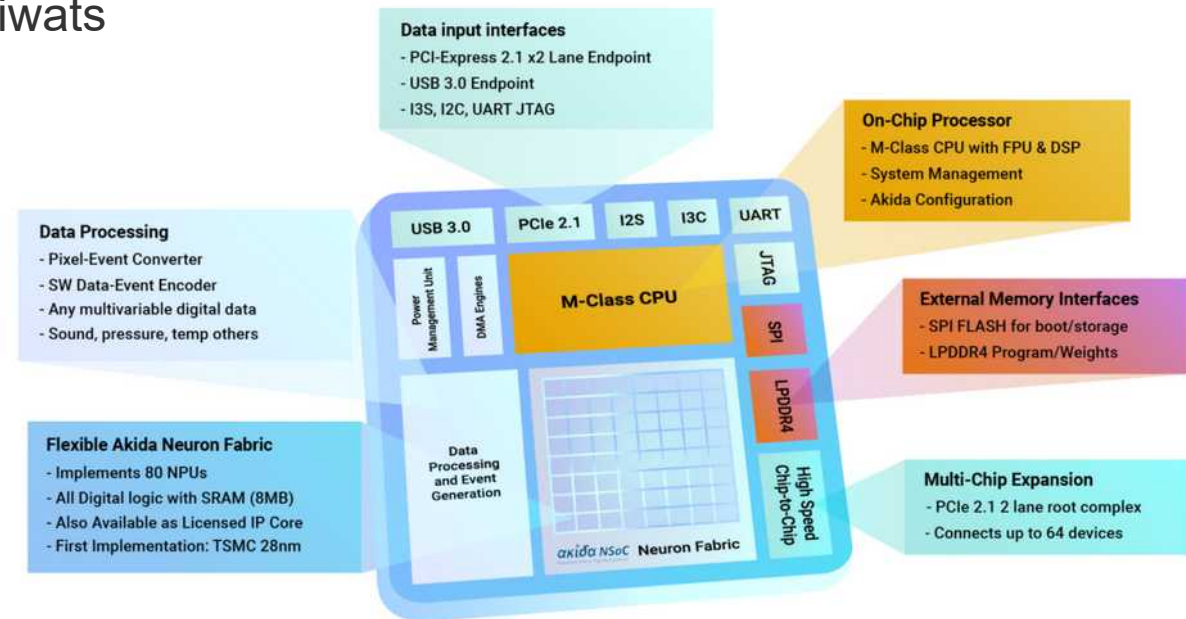 iwats
Data input interfaces
- PCI-Express 2.1 x2 Lane Endpoint
- USB 3.0 Endpoint
- I3S, I2C, UART JTAG
On-Chip Processor
- M-Class CPU with FPU & DSP
- System Management
- Akida Configuration
Data Processing
- Pixel-Event Converter
- SW Data-Event Encoder
- Any multivariable digital data
- Sound, pressure, temp others
USB 3.0
PCIe 2.1
I2S
I3C
UART
Power
Management Unit
DMA Engines
M-Class CPU
JTAG
SPI
LPDDR4
External Memory Interfaces
- SPI FLASH for boot/storage
- LPDDR4 Program/Weights
Flexible Akida Neuron Fabric
- Implements 80 NPUs
- All Digital logic with SRAM (8MB)
- Also Available as Licensed IP Core
- First Implementation: TSMC 28nm
Data
Processing
and Event
Generation
akida NSoC Neuron Fabric
High Speed
Chip-to-Chip
Multi-Chip Expansion
- PCIe 2.1 2 lane root complex
- Connects up to 64 devices